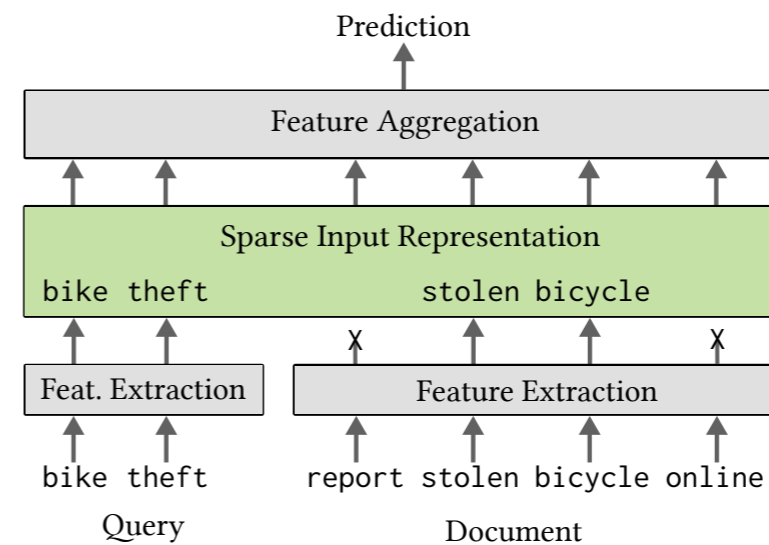 Prediction
Feature Aggregation
Sparse Input Representation
bike theft stolen bicycle
X X
Feat. Extraction Feature Extraction
bike theft report stolen bicycle online
Query Document